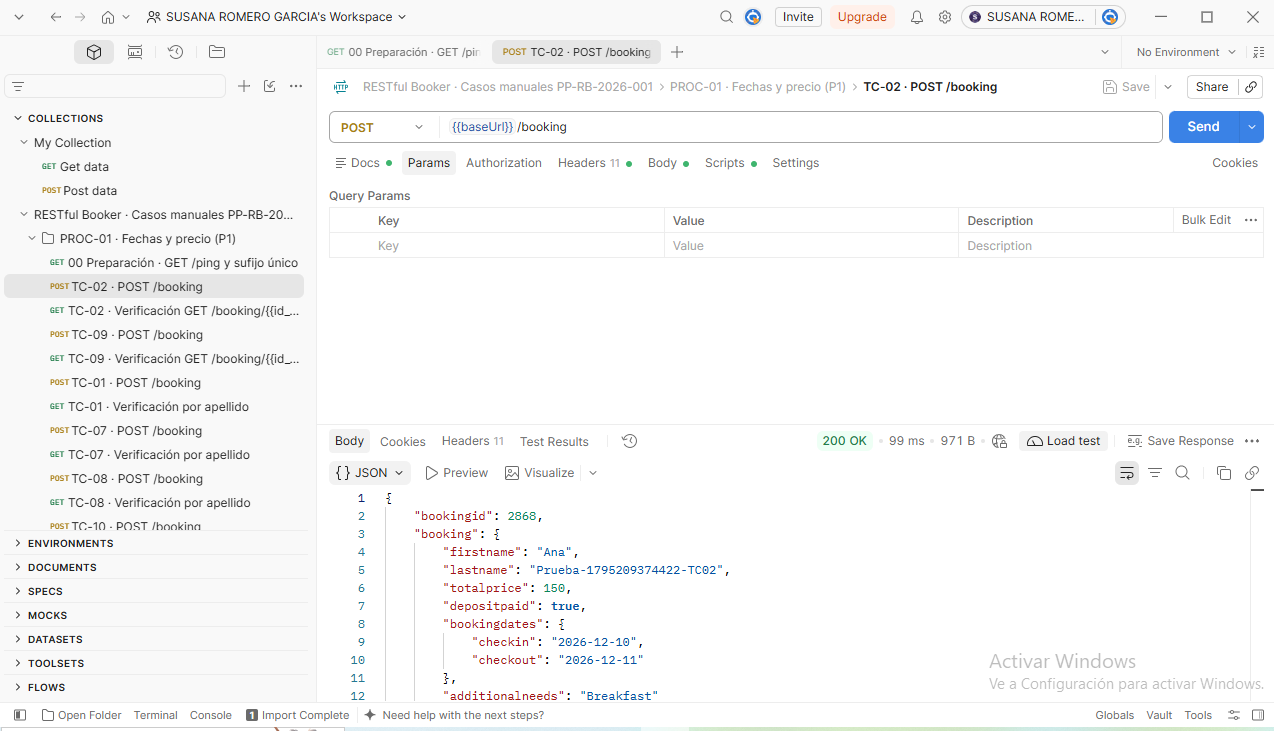 SUSANA ROMERO GARCIA's Workspace
Invite
Upgrade
SUSANA ROME...
GET 00 Preparación · GET /pin
POST TC-02 · POST /booking
No Environment
COLLECTIONS
My Collection
GET Get data
POST Post data
RESTful Booker · Casos manuales PP-RB-20...
PROC-01 · Fechas y precio (P1)
GET 00 Preparación · GET /ping y sufijo único
POST TC-02 · POST /booking
GET TC-02 · Verificación GET /booking/{{id_...
POST TC-09 · POST /booking
GET TC-09 · Verificación GET /booking/{{id_...
POST TC-01 · POST /booking
GET TC-01 · Verificación por apellido
POST TC-07 · POST /booking
GET TC-07 · Verificación por apellido
POST TC-08 · POST /booking
GET TC-08 · Verificación por apellido
POST TC-10 · POST /booking
ENVIRONMENTS
DOCUMENTS
SPECS
MOCKS
DATASETS
TOOLSETS
FLOWS
HTTP RESTful Booker · Casos manuales PP-RB-2026-001 > PROC-01 · Fechas y precio (P1) > TC-02 · POST /booking
Save
Share
POST {{baseUrl}} /booking
Send
Docs Params Authorization Headers 11 Body Scripts Settings
Cookies
Query Params
Key Value Description Bulk Edit
Key Value Description
Body Cookies Headers 11 Test Results
200 OK • 99 ms • 971 B
Load test
e.g. Save Response
{} JSON Preview Visualize
1 {
2 "bookingid": 2868,
3 "booking": {
4 "firstname": "Ana",
5 "lastname": "Prueba-1795209374422-TC02",
6 "totalprice": 150,
7 "depositpaid": true,
8 "bookingdates": {
9 "checkin": "2026-12-10",
10 "checkout": "2026-12-11"
11 },
12 "additionalneeds": "Breakfast"
Activar Windows
Ve a Configuración para activar Windows.
Open Folder Terminal Console 1 Import Complete Need help with the next steps?
Globals Vault Tools